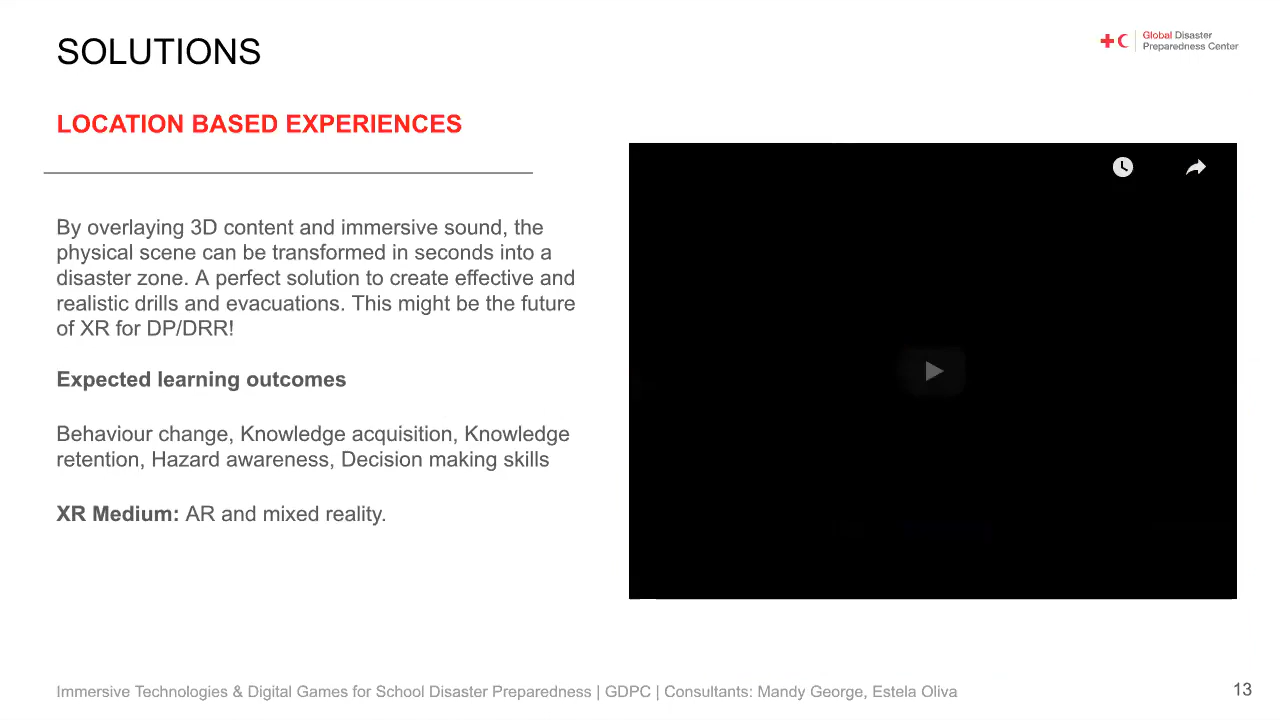 SOLUTIONS
Global Disaster
Preparedness Center
LOCATION BASED EXPERIENCES
By overlaying 3D content and immersive sound, the
physical scene can be transformed in seconds into a
disaster zone. A perfect solution to create effective and
realistic drills and evacuations. This might be the future
of XR for DP/DRR!
Expected learning outcomes
Behaviour change, Knowledge acquisition, Knowledge
retention, Hazard awareness, Decision making skills
XR Medium: AR and mixed reality.
Immersive Technologies & Digital Games for School Disaster Preparedness | GDPC | Consultants: Mandy George, Estela Oliva
13